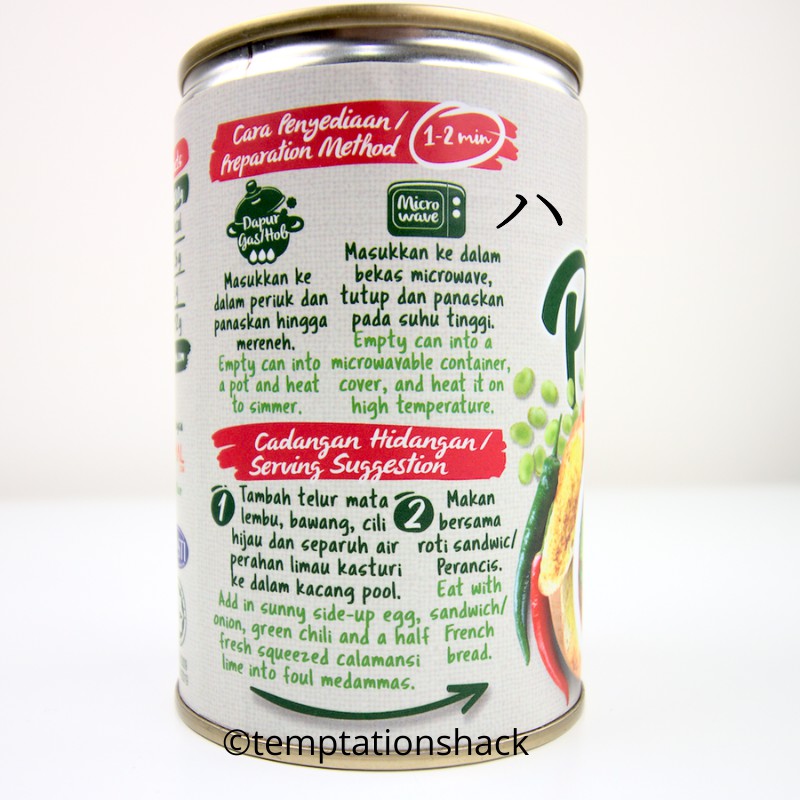 Cara Penyediaan/
Preparation Method
1-2 min
Dapur
Gas/Hob
Masukkan ke
dalam periuk dan
panaskan hingga
mereneh.
Empty can into
a pot and heat
to simmer.
Micro
wave
Masukkan ke dalam
bekas microwave,
tutup dan panaskan
pada suhu tinggi.
Empty can into a
microwavable container,
cover, and heat it on
high temperature.
ハ
Cadangan Hidangan/
Serving Suggestion
1
Tambah telur mata
lembu, bawang, cili
hijau dan separuh air
perahan limau kasturi
ke dalam kacang pool.
Add in sunny side-up egg,
onion, green chili and a half
fresh squeezed calamansi
lime into foul medammas.
2
Makan
bersama
roti sandwic/
Perancis.
Eat with
sandwich/
French
bread.
©temptationshack